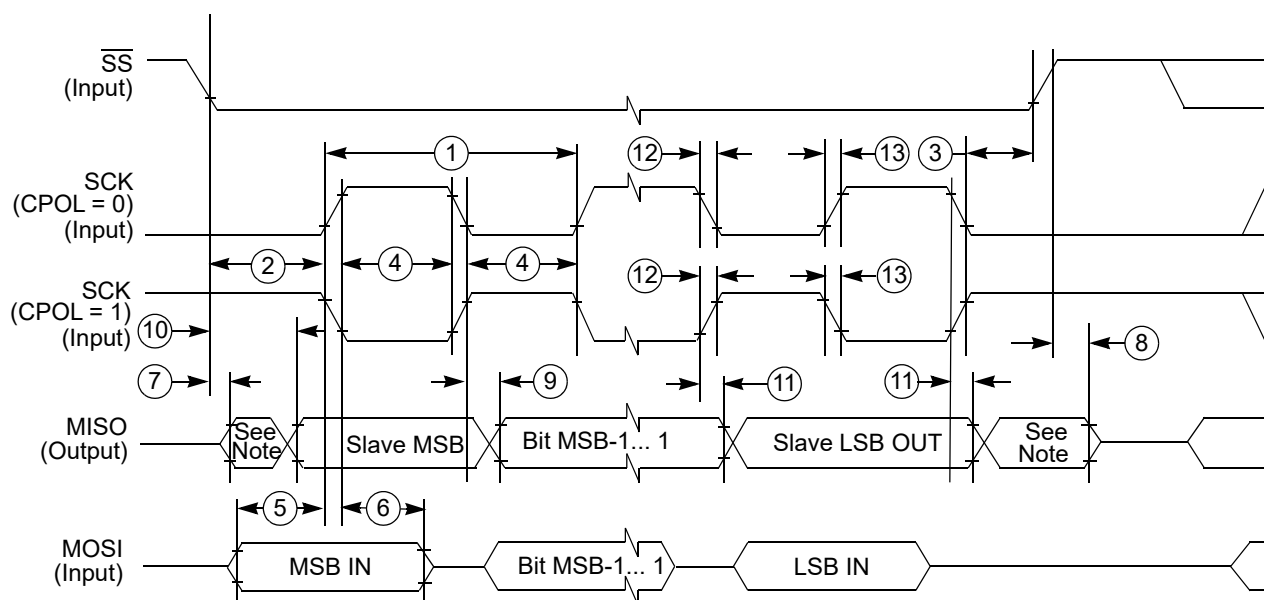 SS
(Input)
1
12
13
3
SCK
(CPOL = 0)
(Input)
2
4
4
12
13
SCK
(CPOL = 1)
(Input)
10
8
7
9
11
11
MISO
(Output)
See
Note
Slave MSB
Bit MSB-1... 1
Slave LSB OUT
See
Note
5
6
MOSI
(Input)
MSB IN
Bit MSB-1... 1
LSB IN